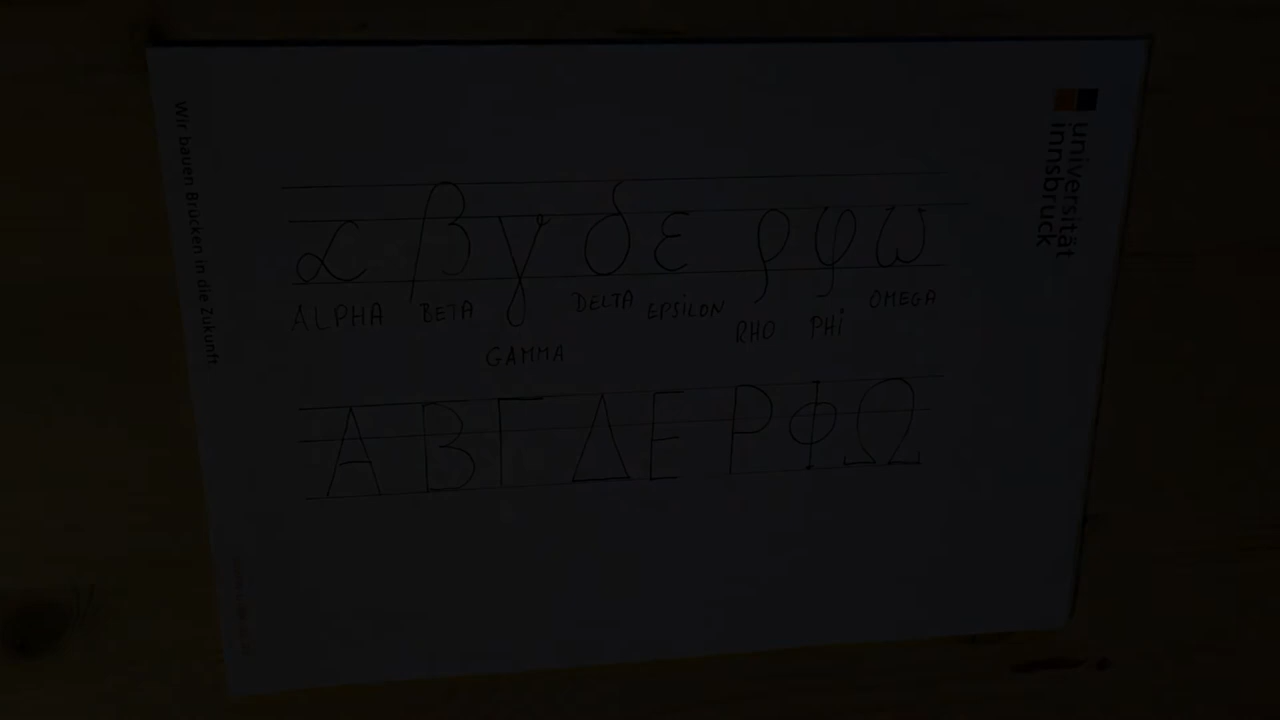 Wir bauen Brücken in die Zukunft
universität
innsbruck
α β γ δ ε ρ φ ω
ALPHA BETA GAMMA DELTA EPSILON RHO PHI OMEGA
Α Β Γ Δ Ε Ρ Φ Ω